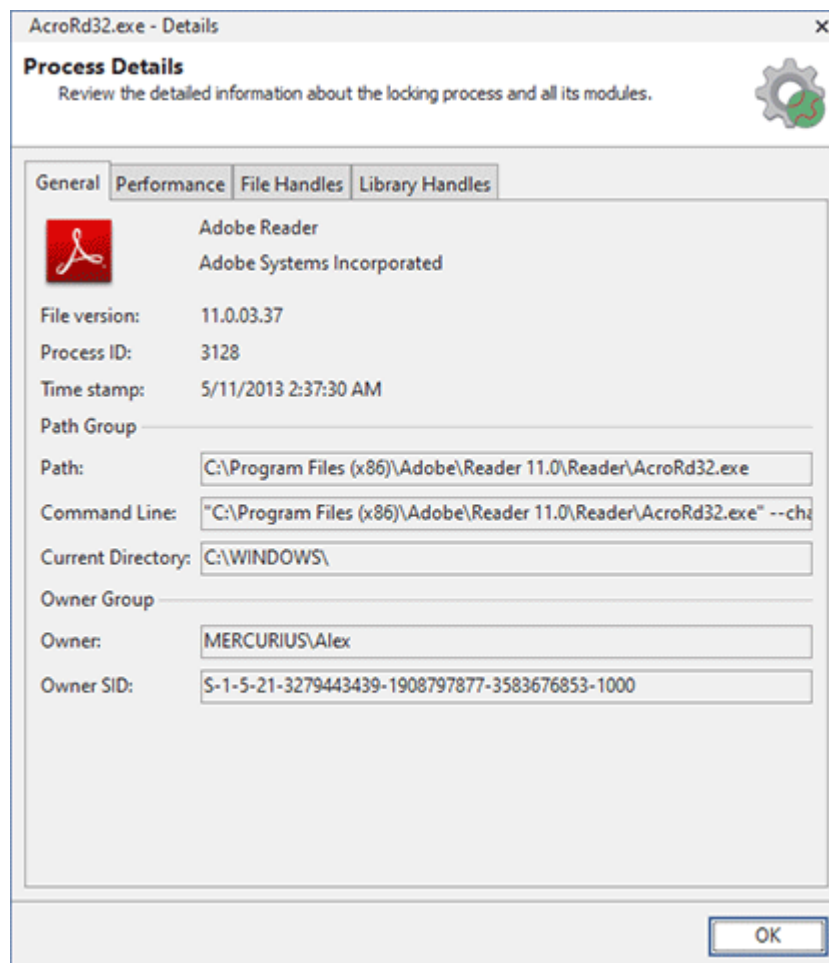 AcroRd32.exe - Details
Process Details
Review the detailed information about the locking process and all its modules.
General Performance File Handles Library Handles
Adobe Reader
Adobe Systems Incorporated
File version: 11.0.03.37
Process ID: 3128
Time stamp: 5/11/2013 2:37:30 AM
Path Group
Path: C:\Program Files (x86)\Adobe\Reader 11.0\Reader\AcroRd32.exe
Command Line: "C:\Program Files (x86)\Adobe\Reader 11.0\Reader\AcroRd32.exe" --cha
Current Directory: C:\WINDOWS\
Owner Group
Owner: MERCURIUS\Alex
Owner SID: S-1-5-21-3279443439-1908797877-3583676853-1000
OK